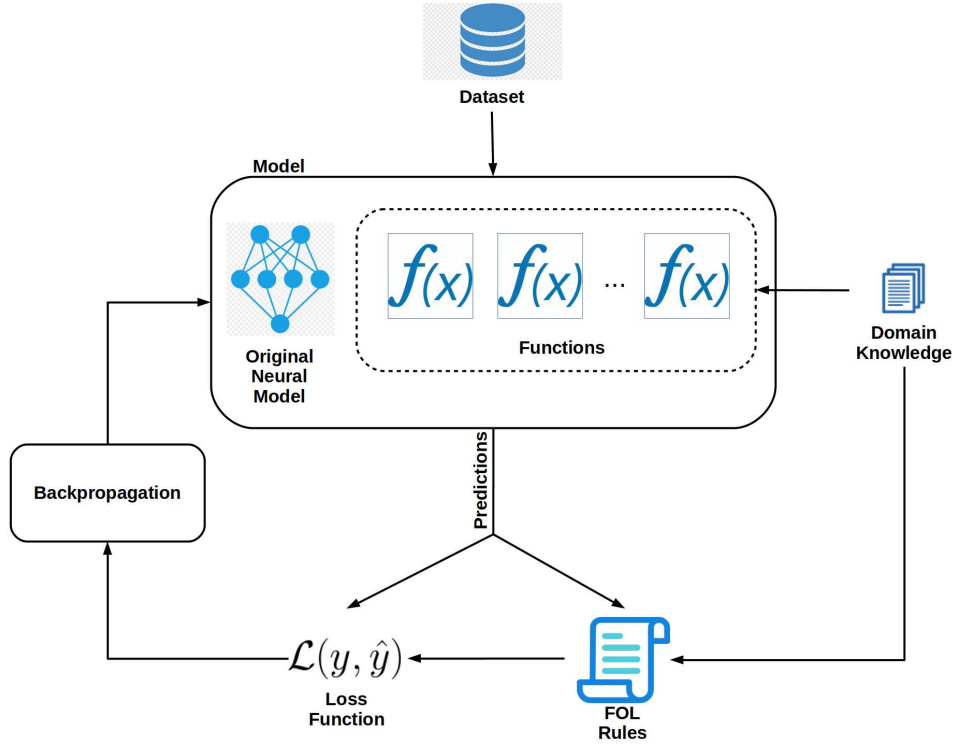 Dataset
Model
f(x)
f(x)
...
f(x)
Functions
Original
Neural
Model
Domain
Knowledge
Predictions
Backpropagation
ℒ(y, ŷ)
Loss
Function
FOL
Rules